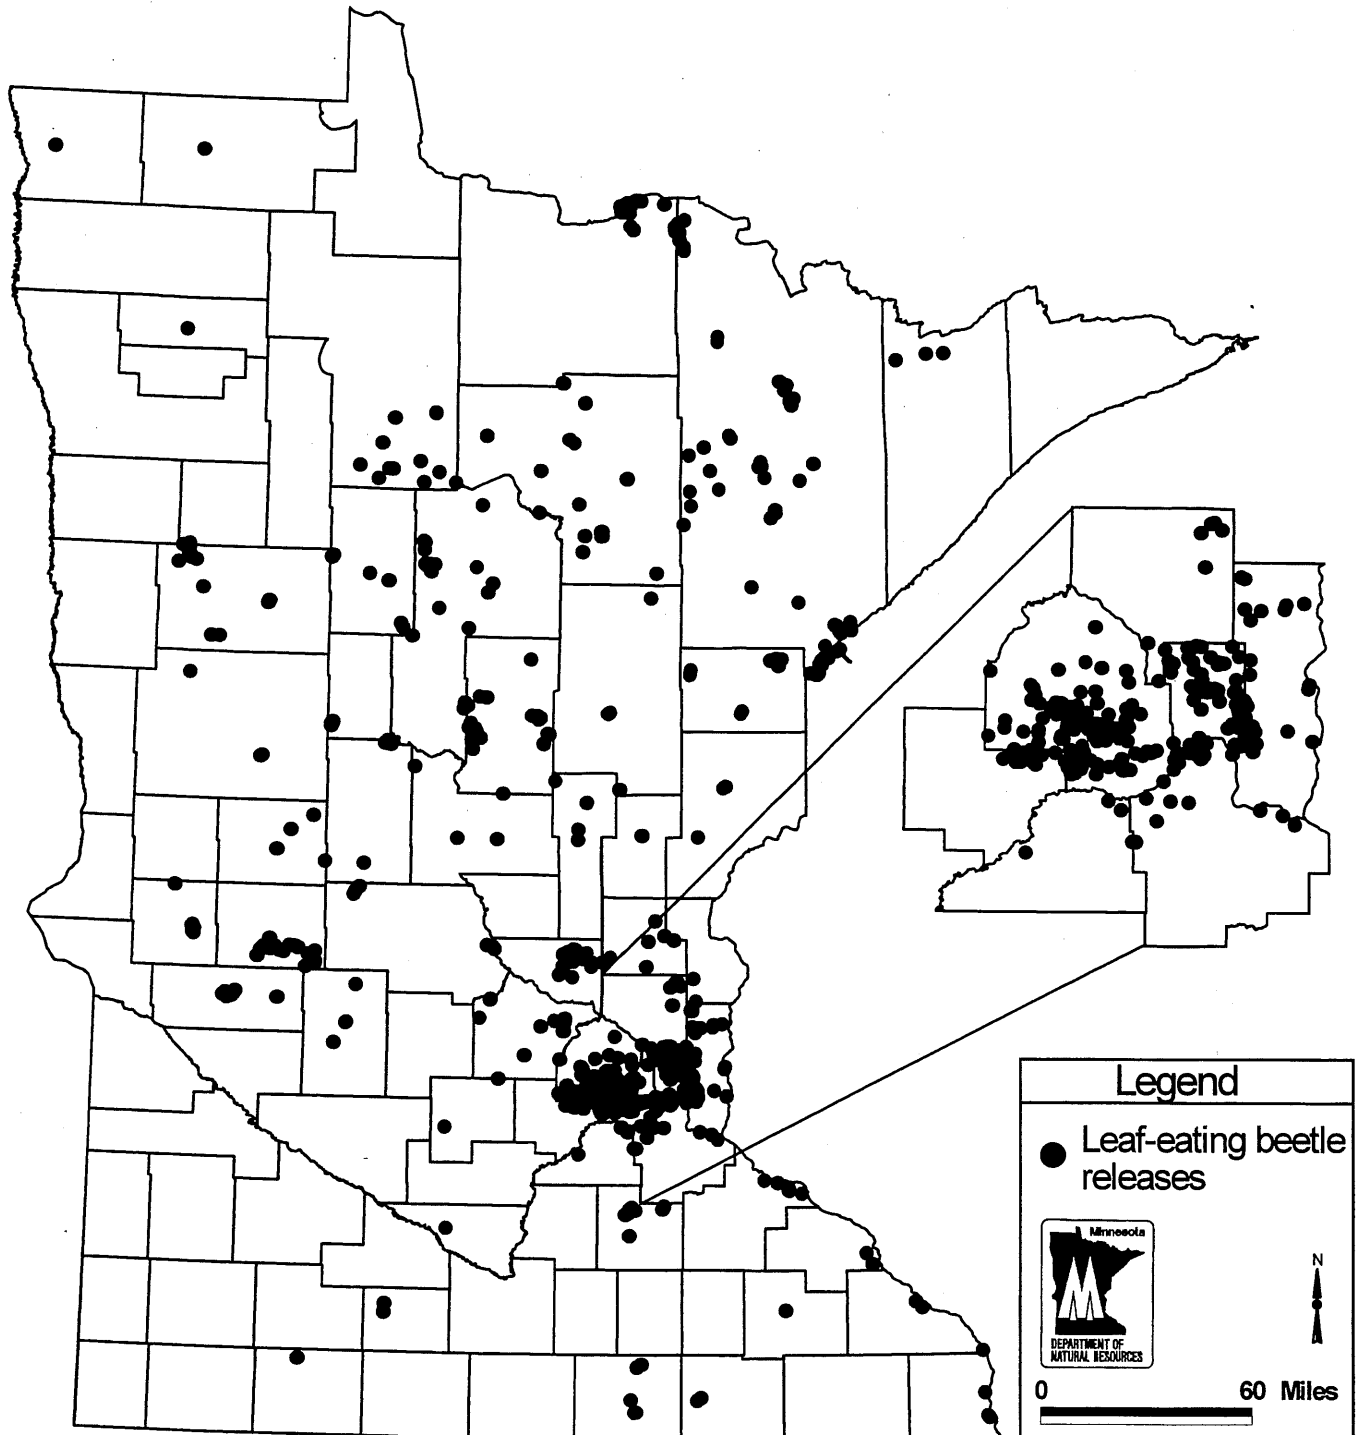 Legend
Leaf-eating beetle
releases
Minnesota
DEPARTMENT OF
NATURAL RESOURCES
N
0 60 Miles